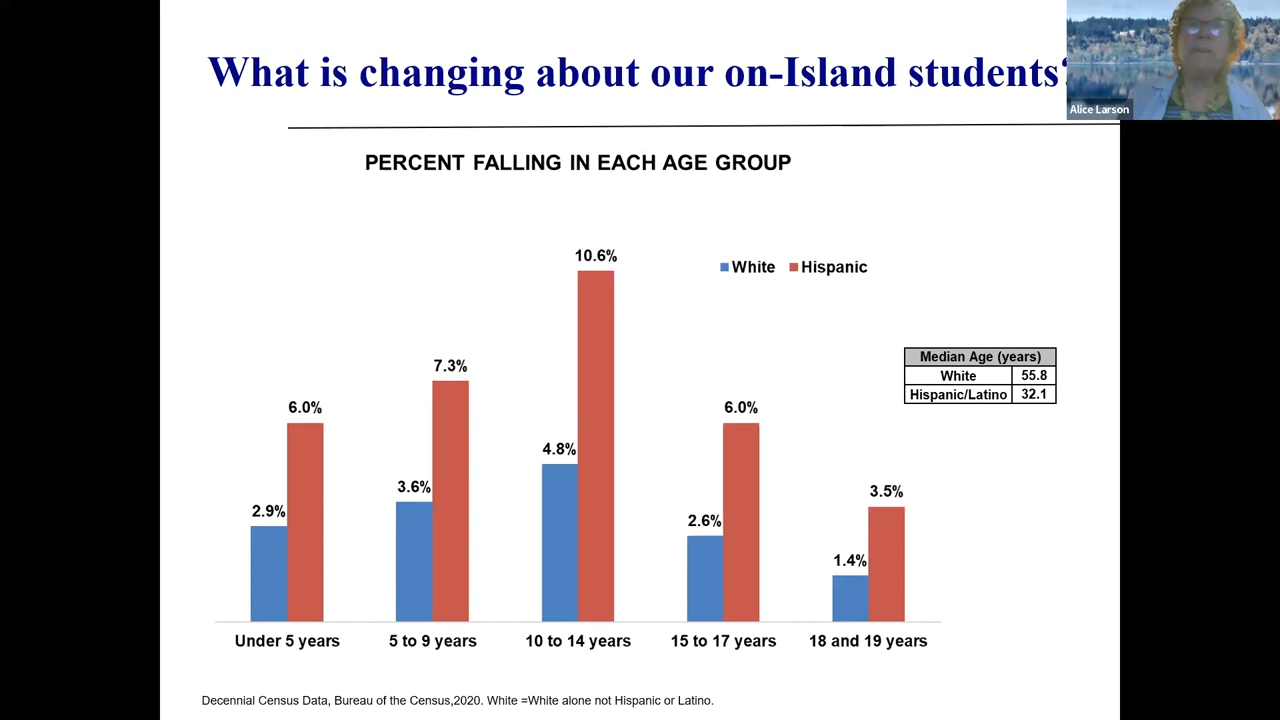 What is changing about our on-Island students?
Alice Larson
PERCENT FALLING IN EACH AGE GROUP
10.6%
White Hispanic
7.3%
Median Age (years)
White 55.8
Hispanic/Latino 32.1
6.0%
6.0%
4.8%
3.6%
3.5%
2.9%
2.6%
1.4%
Under 5 years 5 to 9 years 10 to 14 years 15 to 17 years 18 and 19 years
Decennial Census Data, Bureau of the Census,2020. White =White alone not Hispanic or Latino.